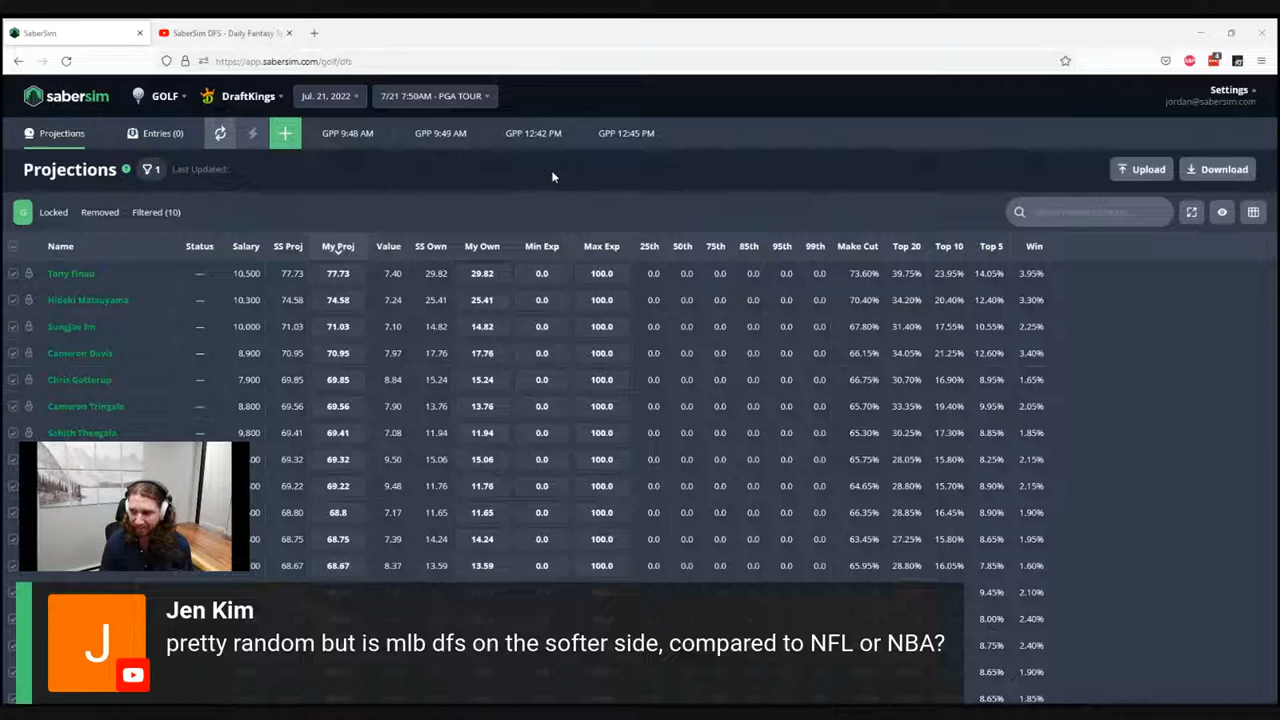 SaberSim
SaberSim DFS - Daily Fantasy Sp
https://app.sabersim.com/golf/dfs
4
sabersim
GOLF
DraftKings
Jul. 21, 2022
7/21 7:50AM - PGA TOUR
Settings
jordan@sabersim.com
Projections
Entries (0)
GPP 9:48 AM
GPP 9:49 AM
GPP 12:42 PM
GPP 12:45 PM
Projections
1
Last Updated:
Upload
Download
G
Locked
Removed
Filtered (10)
Name Status Salary SS Proj My Proj Value SS Own My Own Min Exp Max Exp 25th 50th 75th 85th 95th 99th Make Cut Top 20 Top 10 Top 5 Win
Tony Finau — 10,500 77.73 77.73 7.40 29.82 29.82 0.0 100.0 0.0 0.0 0.0 0.0 0.0 0.0 73.60% 39.75% 23.95% 14.05% 3.95%
Hideki Matsuyama — 10,300 74.58 74.58 7.24 25.41 25.41 0.0 100.0 0.0 0.0 0.0 0.0 0.0 0.0 70.40% 34.20% 20.40% 12.40% 3.30%
Sungjae Im — 10,000 71.03 71.03 7.10 14.82 14.82 0.0 100.0 0.0 0.0 0.0 0.0 0.0 0.0 67.80% 31.40% 17.55% 10.55% 2.25%
Cameron Davis — 8,900 70.95 70.95 7.97 17.76 17.76 0.0 100.0 0.0 0.0 0.0 0.0 0.0 0.0 66.15% 34.05% 21.25% 12.60% 3.40%
Chris Gotterup — 7,900 69.85 69.85 8.84 15.24 15.24 0.0 100.0 0.0 0.0 0.0 0.0 0.0 0.0 66.75% 30.70% 16.90% 8.95% 1.65%
Cameron Tringale — 8,800 69.56 69.56 7.90 13.76 13.76 0.0 100.0 0.0 0.0 0.0 0.0 0.0 0.0 65.70% 33.35% 19.40% 9.95% 2.05%
Sahith Theegala — 9,800 69.41 69.41 7.08 11.94 11.94 0.0 100.0 0.0 0.0 0.0 0.0 0.0 0.0 65.30% 30.25% 17.30% 8.85% 1.85%
69.32 69.32 9.50 15.06 15.06 0.0 100.0 0.0 0.0 0.0 0.0 0.0 0.0 65.75% 28.05% 16.40% 8.25% 2.15%
69.22 69.22 9.48 11.76 11.76 0.0 100.0 0.0 0.0 0.0 0.0 0.0 0.0 64.65% 28.80% 15.70% 8.90% 2.15%
68.80 68.8 7.17 11.65 11.65 0.0 100.0 0.0 0.0 0.0 0.0 0.0 0.0 66.35% 28.85% 16.45% 8.90% 1.90%
68.75 68.75 7.39 14.24 14.24 0.0 100.0 0.0 0.0 0.0 0.0 0.0 0.0 63.45% 27.25% 15.80% 8.65% 1.95%
68.67 68.67 8.37 13.59 13.59 0.0 100.0 0.0 0.0 0.0 0.0 0.0 0.0 65.95% 28.80% 16.05% 7.85% 1.60%
9.45% 2.10%
8.00% 2.40%
8.75% 2.40%
8.65% 1.90%
8.65% 1.85%
J
Jen Kim
pretty random but is mlb dfs on the softer side, compared to NFL or NBA?